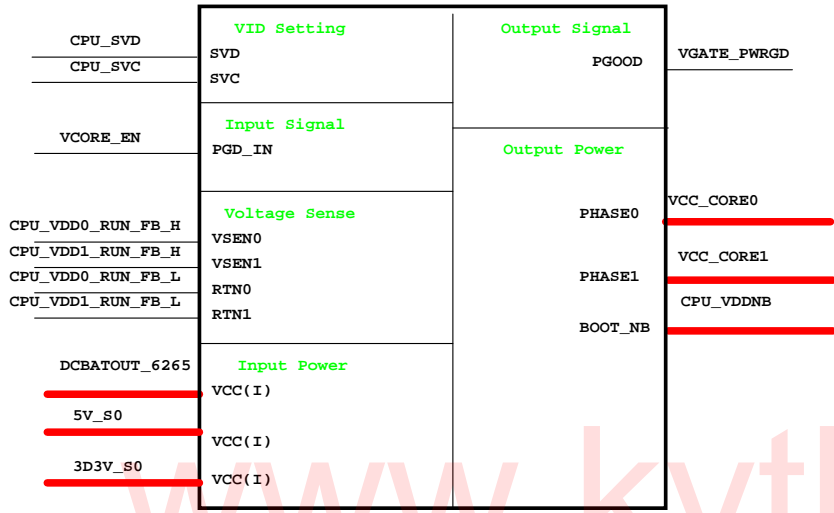 VID Setting
Output Signal
CPU_SVD
SVD
PGOOD
VGATE_PWRGD
CPU_SVC
SVC
Input Signal
VCORE_EN
PGD_IN
Output Power
Voltage Sense
PHASE0
VCC_CORE0
CPU_VDD0_RUN_FB_H
VSEN0
CPU_VDD1_RUN_FB_H
VSEN1
VCC_CORE1
CPU_VDD0_RUN_FB_L
RTN0
PHASE1
CPU_VDD1_RUN_FB_L
RTN1
CPU_VDDNB
BOOT_NB
DCBATOUT_6265
Input Power
VCC(I)
5V_S0
VCC(I)
3D3V_S0
VCC(I)